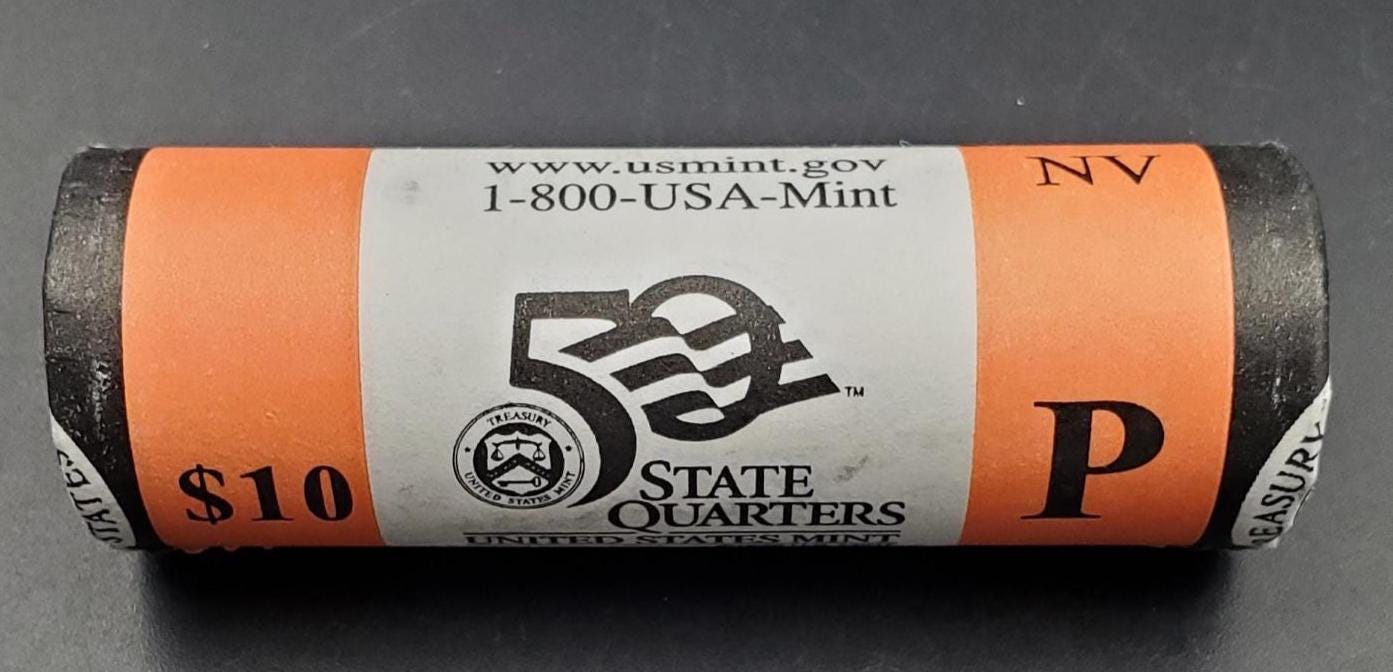 www.usmint.gov
1-800-USA-Mint
NV
50
TM
TREASURY
UNITED STATES MINT
STATE
QUARTERS
UNITED STATES MINT
$10
P
STATES
TREASURY